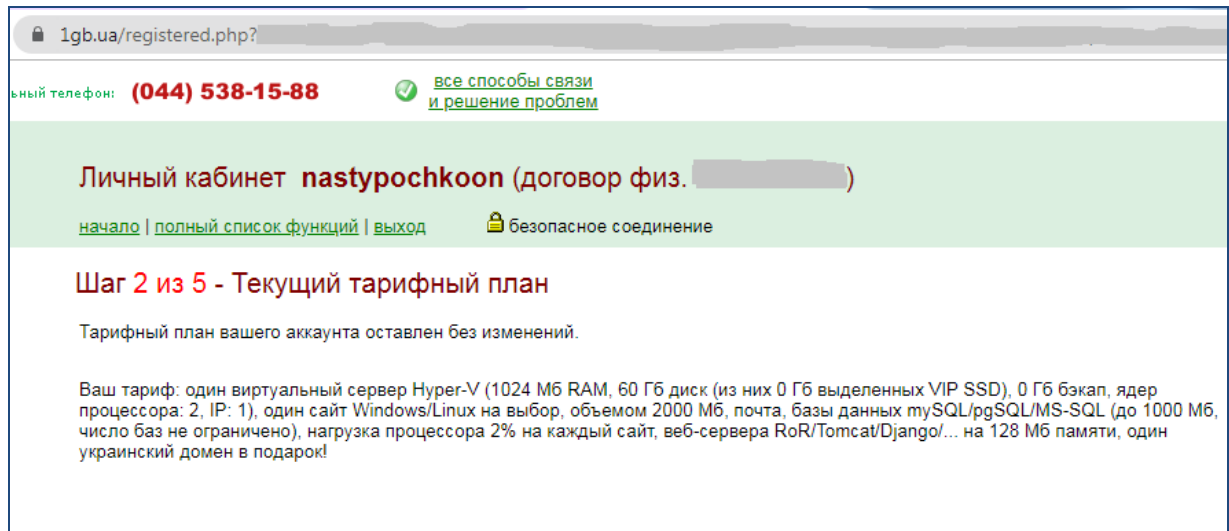 1gb.ua/registered.php?
ьный телефон: (044) 538-15-88
все способы связи
и решение проблем
Личный кабинет nastypochkoon (договор физ. )
начало | полный список функций | выход безопасное соединение
Шаг 2 из 5 - Текущий тарифный план
Тарифный план вашего аккаунта оставлен без изменений.
Ваш тариф: один виртуальный сервер Hyper-V (1024 Мб RAM, 60 Гб диск (из них 0 Гб выделенных VIP SSD), 0 Гб бэкап, ядер
процессора: 2, IP: 1), один сайт Windows/Linux на выбор, объемом 2000 Мб, почта, базы данных mySQL/pgSQL/MS-SQL (до 1000 Мб,
число баз не ограничено), нагрузка процессора 2% на каждый сайт, веб-сервера RoR/Tomcat/Django/... на 128 Мб памяти, один
украинский домен в подарок!